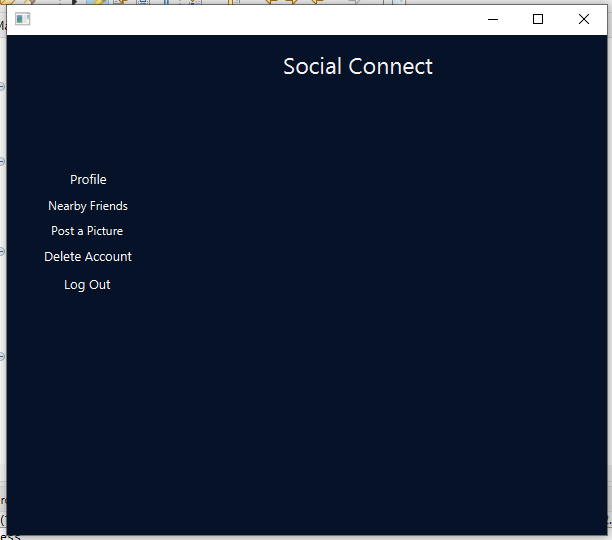 Social Connect
Profile
Nearby Friends
Post a Picture
Delete Account
Log Out